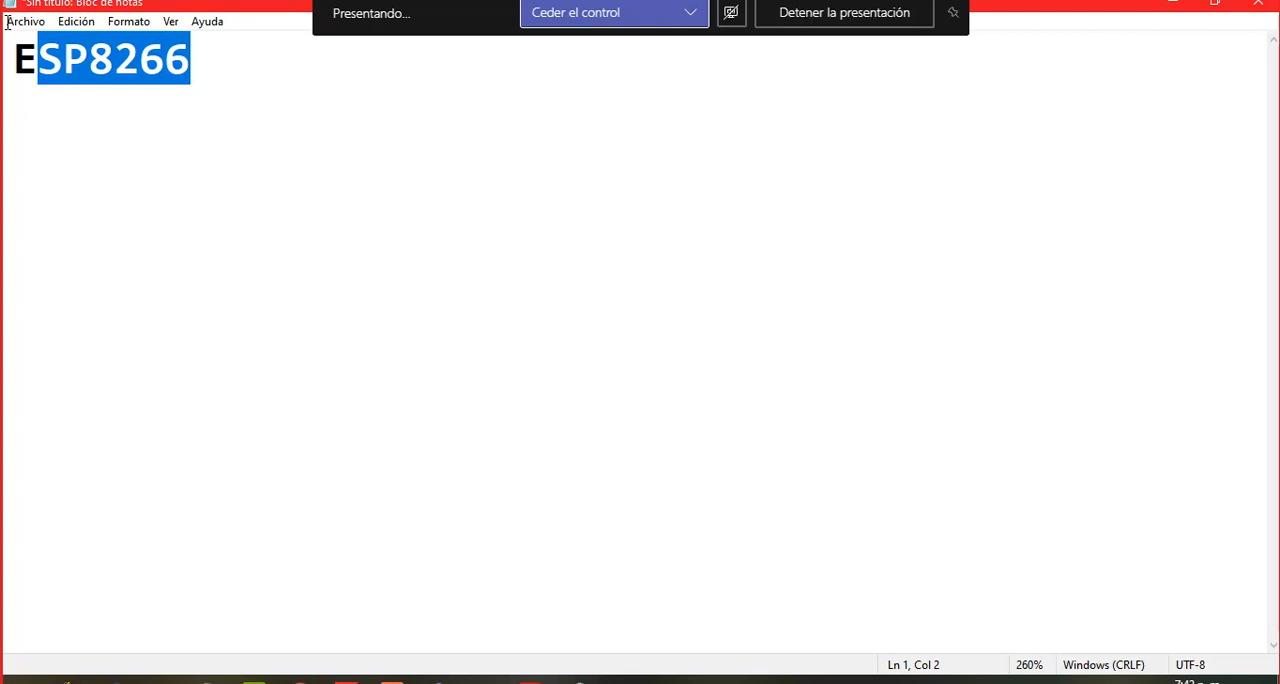 *Sin título: Bloc de notas
Presentando...
Ceder el control
Detener la presentación
Archivo Edición Formato Ver Ayuda
ESP8266
Ln 1, Col 2
260%
Windows (CRLF)
UTF-8